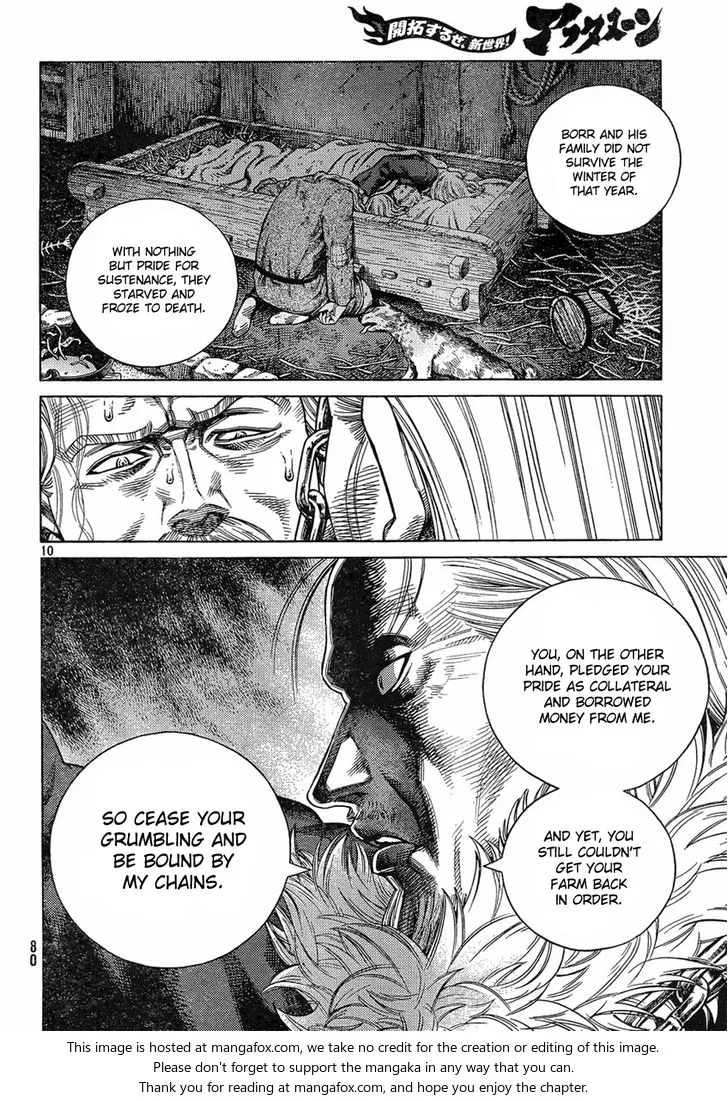 開拓するぜ、新世界!
アフタヌーン
BORR AND HIS
FAMILY DID NOT
SURVIVE THE
WINTER OF
THAT YEAR.
WITH NOTHING
BUT PRIDE FOR
SUSTENANCE, THEY
STARVED AND
FROZE TO DEATH.
10
YOU, ON THE OTHER
HAND, PLEDGED YOUR
PRIDE AS COLLATERAL
AND BORROWED
MONEY FROM ME.
AND YET, YOU
STILL COULDN'T
GET YOUR
FARM BACK
IN ORDER.
SO CEASE YOUR
GRUMBLING AND
BE BOUND BY
MY CHAINS.
80
This image is hosted at mangafox.com, we take no credit for the creation or editing of this image.
Please don't forget to support the mangaka in any way that you can.
Thank you for reading at mangafox.com, and hope you enjoy the chapter.